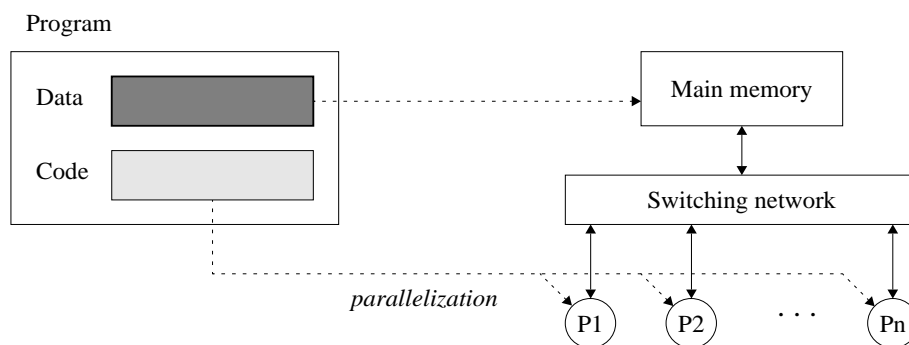 Program
Data
Main memory
Code
Switching network
parallelization
P1
P2
. . .
Pn